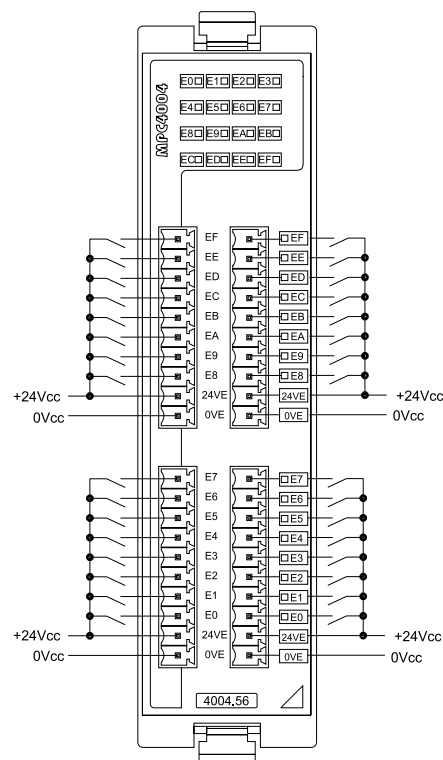 MPC4004
E0 E1 E2 E3
E4 E5 E6 E7
E8 E9 EA EB
EC ED EE EF
EF EF
EE EE
ED ED
EC EC
EB EB
EA EA
E9 E9
E8 E8
+24Vcc 24VE 24VE +24Vcc
0Vcc 0VE 0VE 0Vcc
E7 E7
E6 E6
E5 E5
E4 E4
E3 E3
E2 E2
E1 E1
E0 E0
+24Vcc 24VE 24VE +24Vcc
0Vcc 0VE 0VE 0Vcc
4004.56